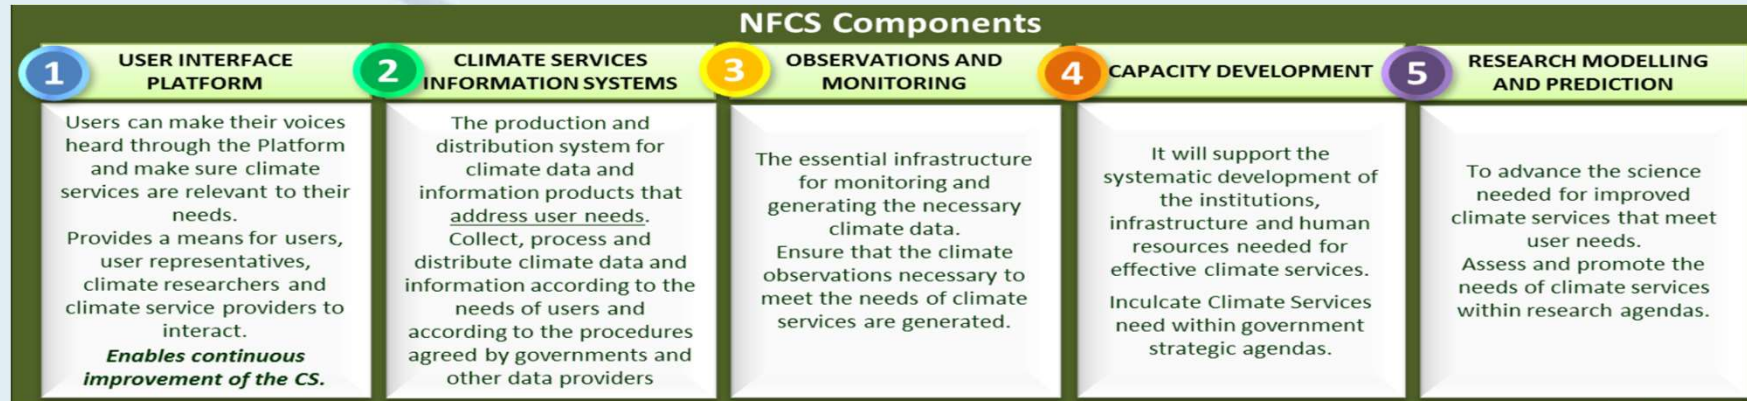 NFCS Components
1
USER INTERFACE
PLATFORM
Users can make their voices
heard through the Platform
and make sure climate
services are relevant to their
needs.
Provides a means for users,
user representatives,
climate researchers and
climate service providers to
interact.
Enables continuous
improvement of the CS.
2
CLIMATE SERVICES
INFORMATION SYSTEMS
The production and
distribution system for
climate data and
information products that
address user needs.
Collect, process and
distribute climate data and
information according to the
needs of users and
according to the procedures
agreed by governments and
other data providers
3
OBSERVATIONS AND
MONITORING
The essential infrastructure
for monitoring and
generating the necessary
climate data.
Ensure that the climate
observations necessary to
meet the needs of climate
services are generated.
4
CAPACITY DEVELOPMENT
It will support the
systematic development of
the institutions,
infrastructure and human
resources needed for
effective climate services.
Inculcate Climate Services
need within government
strategic agendas.
5
RESEARCH MODELLING
AND PREDICTION
To advance the science
needed for improved
climate services that meet
user needs.
Assess and promote the
needs of climate services
within research agendas.